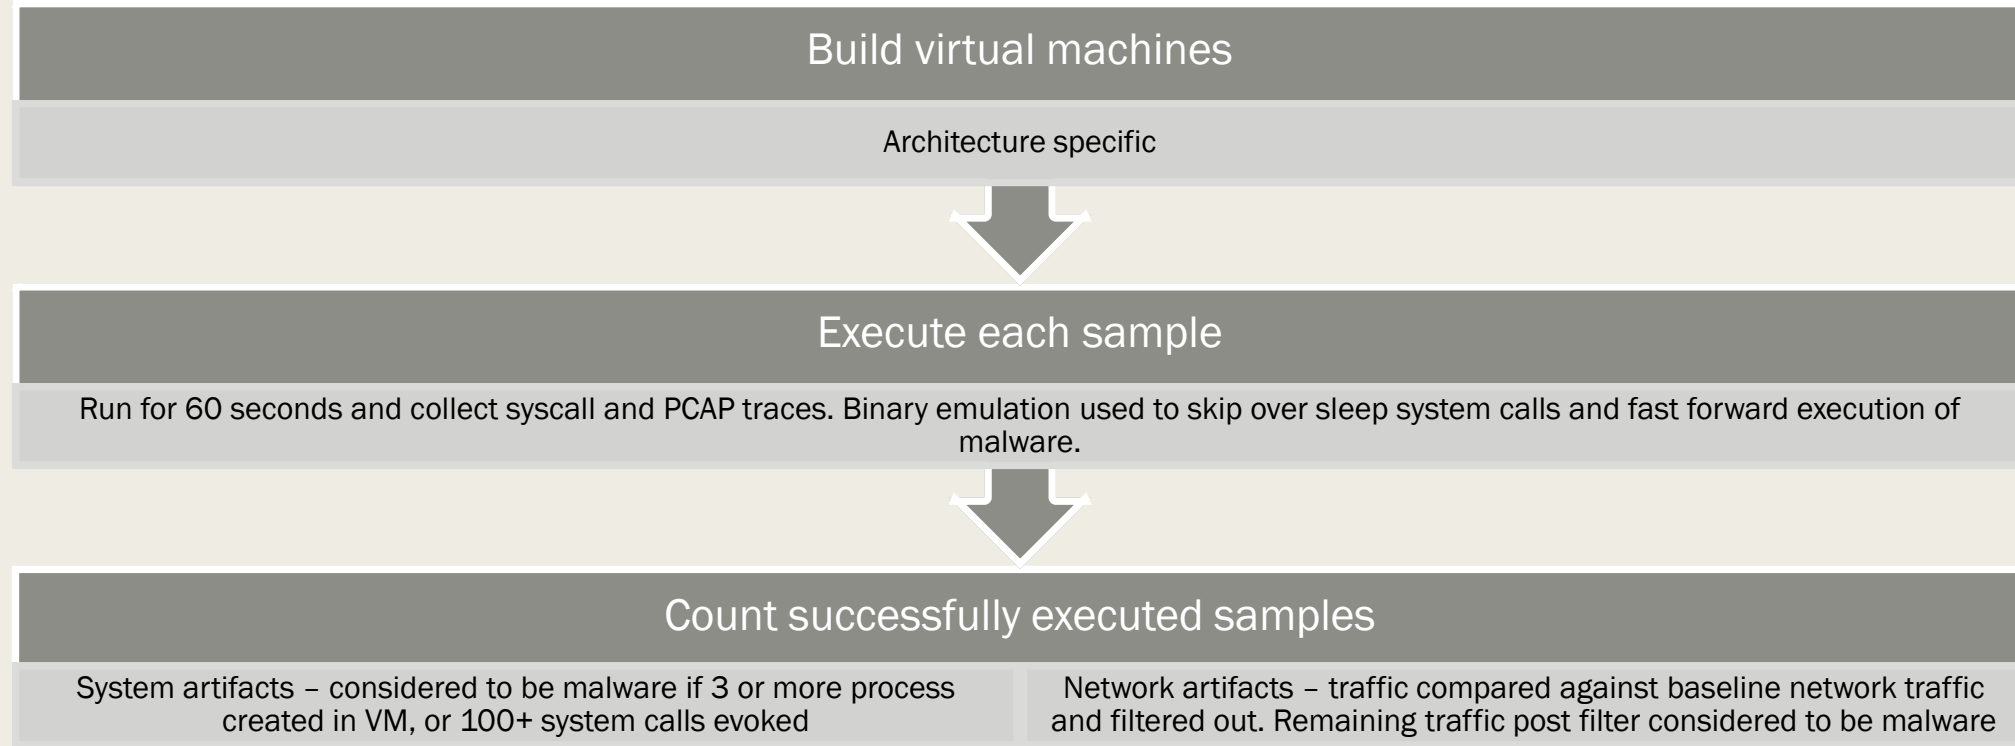 Build virtual machines
Architecture specific
Execute each sample
Run for 60 seconds and collect syscall and PCAP traces. Binary emulation used to skip over sleep system calls and fast forward execution of
malware.
Count successfully executed samples
System artifacts – considered to be malware if 3 or more process
created in VM, or 100+ system calls evoked
Network artifacts – traffic compared against baseline network traffic
and filtered out. Remaining traffic post filter considered to be malware